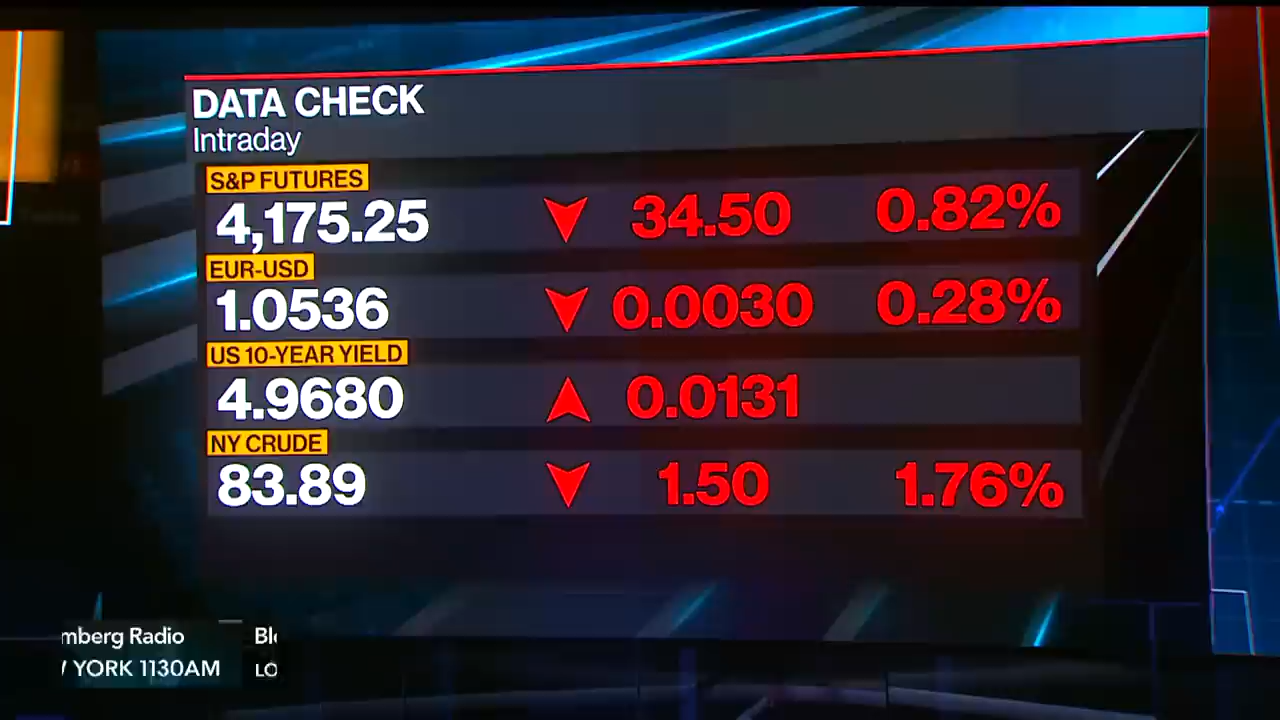 DATA CHECK
Intraday
S&P FUTURES
4,175.25 34.50 0.82%
EUR-USD
1.0536 0.0030 0.28%
US 10-YEAR YIELD
4.9680 0.0131
NY CRUDE
83.89 1.50 1.76%
mberg Radio
YORK 1130AM